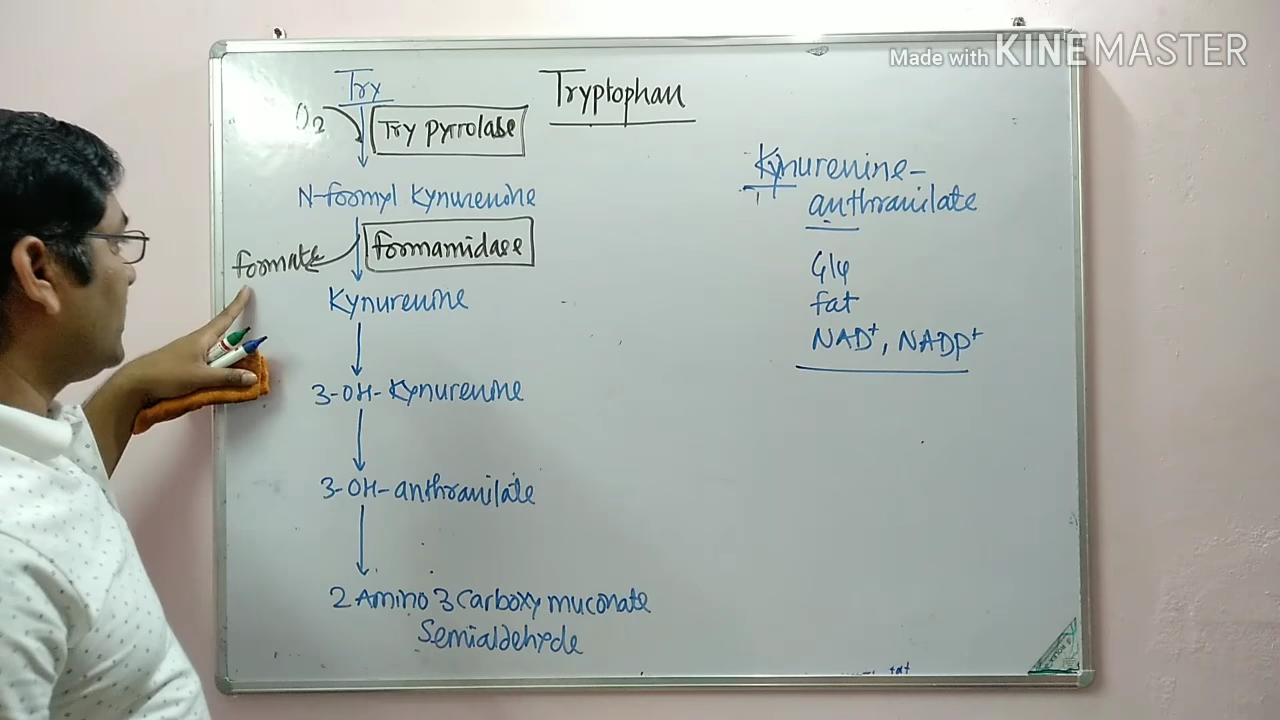 Made with KINEMASTER
Try
Tryptophan
O2
Try pyrrolase
N-formyl Kynurenine
formamidase
formate
Kynurenine
3-OH-Kynurenine
3-OH-anthranilate
2 Amino 3 Carboxy muconate
Semialdehyde
Kynurenine-
anthranilate
Gly
fat
NAD⁺, NADP⁺